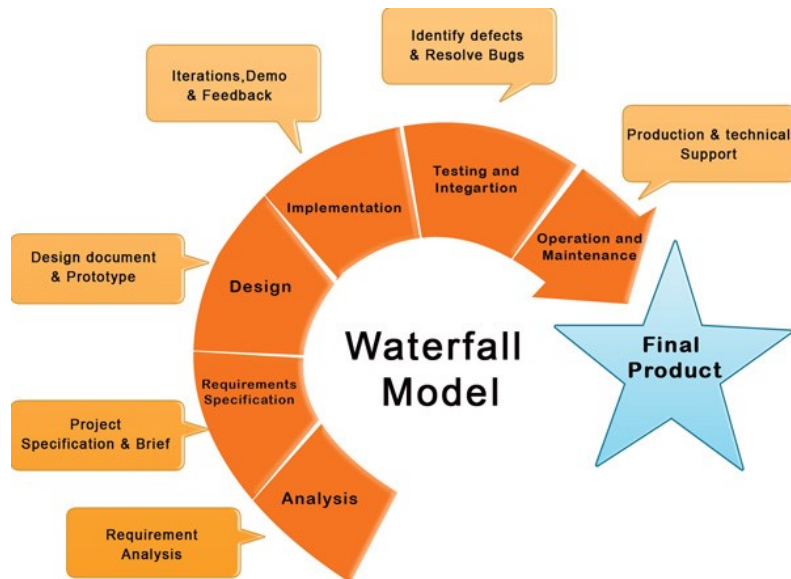 Identify defects
& Resolve Bugs
Iterations,Demo
& Feedback
Production & technical
Support
Testing and
Integartion
Implementation
Operation and
Maintenance
Design document
& Prototype
Design
Waterfall
Model
Final
Product
Requirements
Specification
Project
Specification & Brief
Analysis
Requirement
Analysis